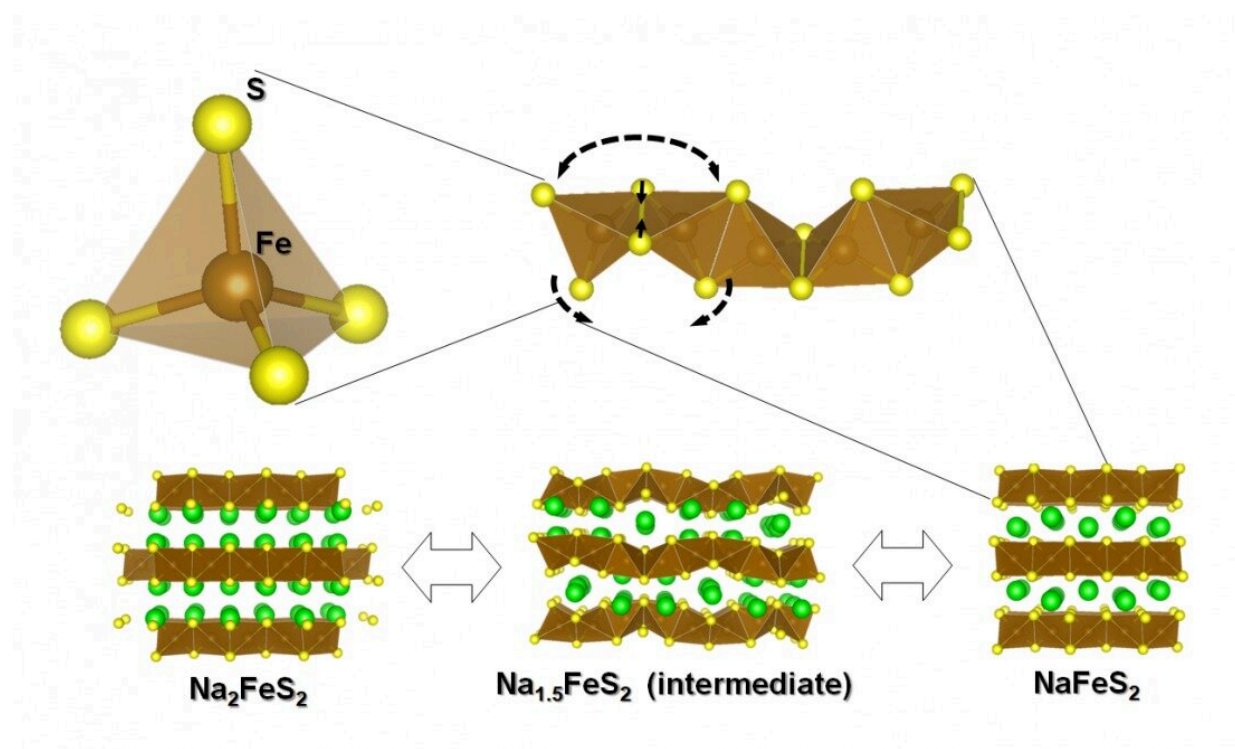 S
Fe
Na₂FeS₂
Na₁.₅FeS₂ (intermediate)
NaFeS₂